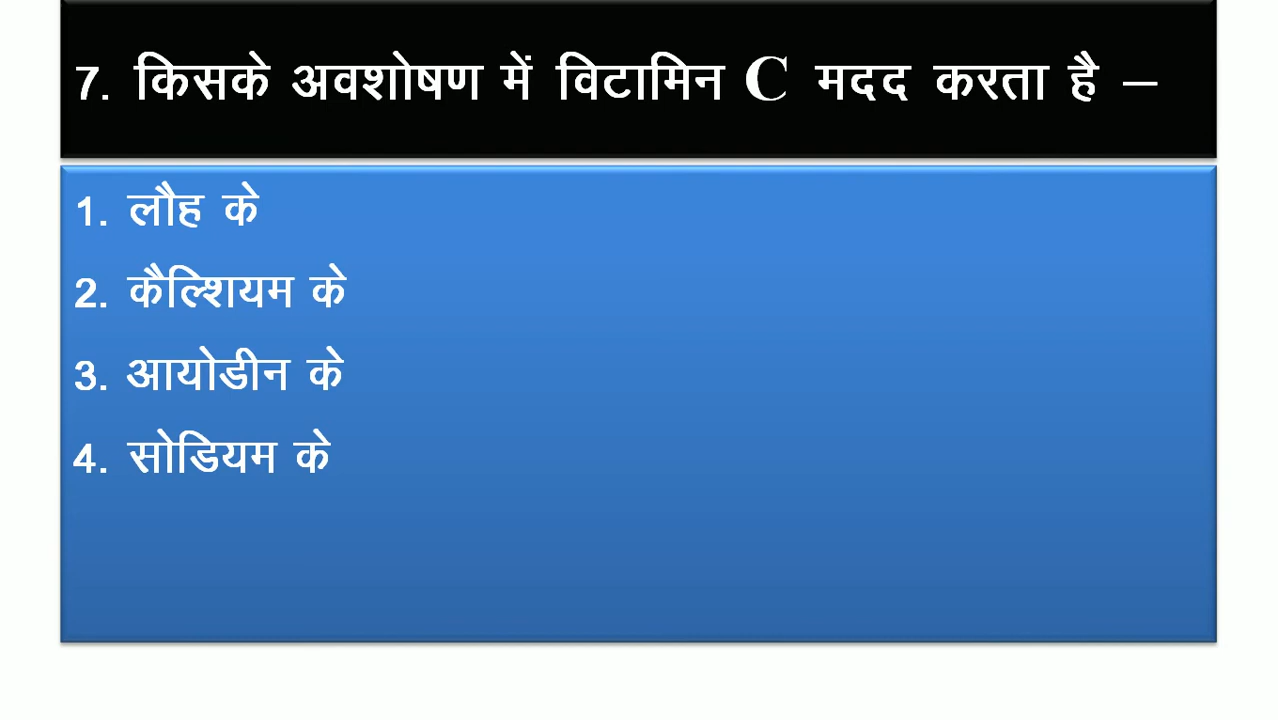 7. किसके अवशोषण में विटामिन C मदद करता है –
1. लौह के
2. कैल्शियम के
3. आयोडीन के
4. सोडियम के